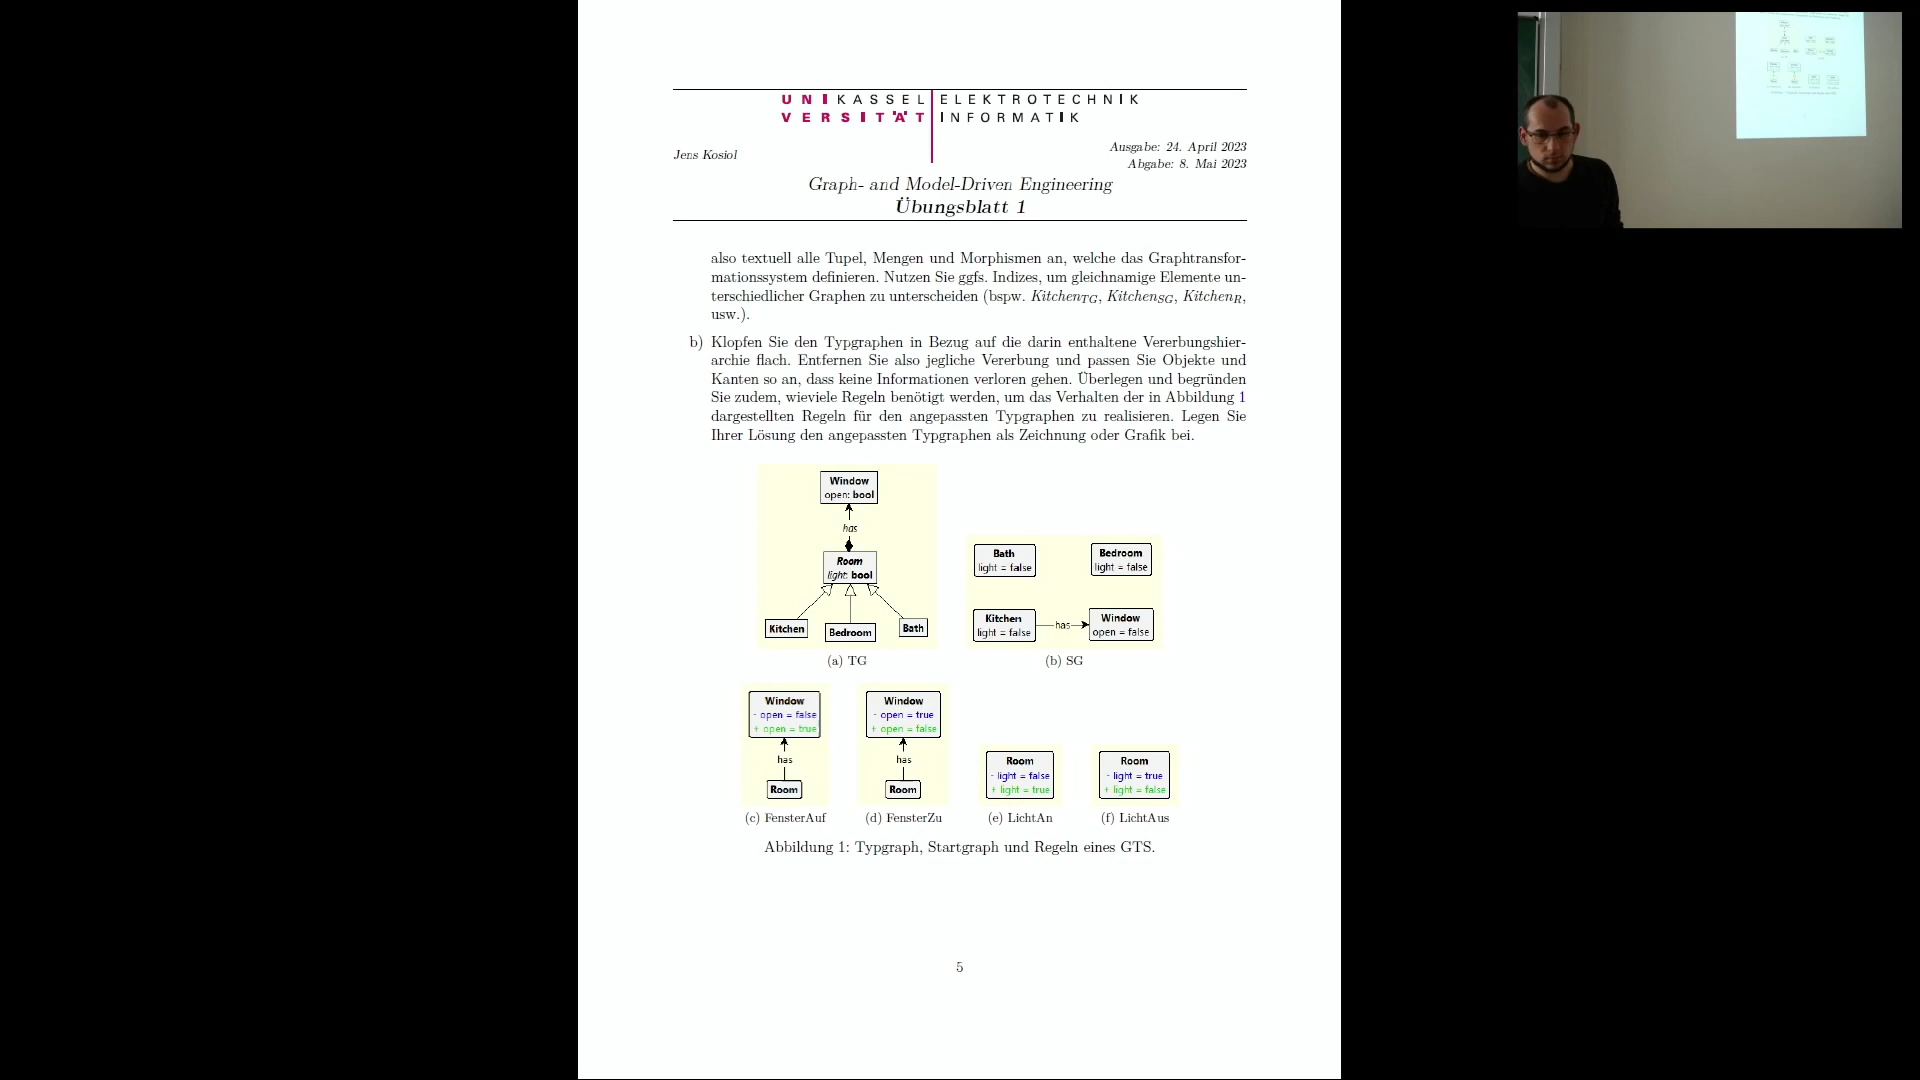 UNIKASSEL ELEKTROTECHNIK
VERSITÄT INFORMATIK
Jens Kosiol
Ausgabe: 24. April 2023
Abgabe: 8. Mai 2023
Graph- and Model-Driven Engineering
Übungsblatt 1
also textuell alle Tupel, Mengen und Morphismen an, welche das Graphtransfor-
mationssystem definieren. Nutzen Sie ggfs. Indizes, um gleichnamige Elemente un-
terschiedlicher Graphen zu unterscheiden (bspw. Kitchen_TG, Kitchen_SG, Kitchen_R,
usw.).
b) Klopfen Sie den Typgraphen in Bezug auf die darin enthaltene Vererbungshier-
archie flach. Entfernen Sie also jegliche Vererbung und passen Sie Objekte und
Kanten so an, dass keine Informationen verloren gehen. Überlegen und begründen
Sie zudem, wieviele Regeln benötigt werden, um das Verhalten der in Abbildung 1
dargestellten Regeln für den angepassten Typgraphen zu realisieren. Legen Sie
Ihrer Lösung den angepassten Typgraphen als Zeichnung oder Grafik bei.
Window
open: bool
has
Room
light: bool
Kitchen
Bedroom
Bath
(a) TG
Bath
light = false
Bedroom
light = false
Kitchen
light = false
has
Window
open = false
(b) SG
Window
- open = false
+ open = true
has
Room
(c) FensterAuf
Window
- open = true
+ open = false
has
Room
(d) FensterZu
Room
- light = false
+ light = true
(e) LichtAn
Room
- light = true
+ light = false
(f) LichtAus
Abbildung 1: Typgraph, Startgraph und Regeln eines GTS.
5